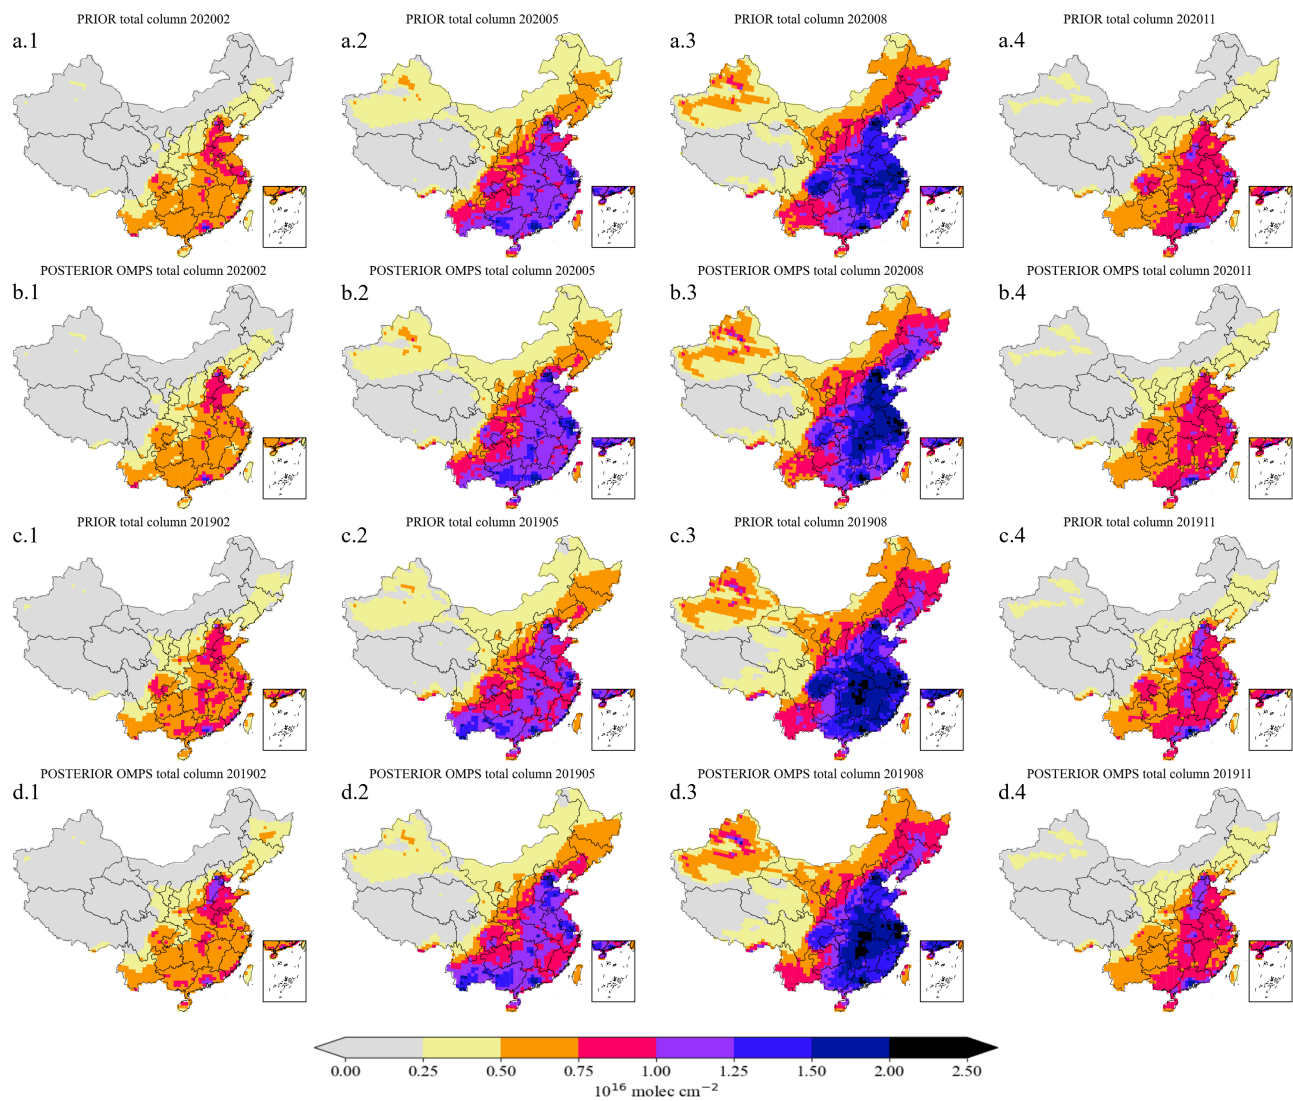 PRIOR total column 202002
PRIOR total column 202005
PRIOR total column 202008
PRIOR total column 202011
a.1
a.2
a.3
a.4
POSTERIOR OMPS total column 202002
POSTERIOR OMPS total column 202005
POSTERIOR OMPS total column 202008
POSTERIOR OMPS total column 202011
b.1
b.2
b.3
b.4
PRIOR total column 201902
PRIOR total column 201905
PRIOR total column 201908
PRIOR total column 201911
c.1
c.2
c.3
c.4
POSTERIOR OMPS total column 201902
POSTERIOR OMPS total column 201905
POSTERIOR OMPS total column 201908
POSTERIOR OMPS total column 201911
d.1
d.2
d.3
d.4
0.00 0.25 0.50 0.75 1.00 1.25 1.50 2.00 2.50
10¹⁶ molec cm⁻²